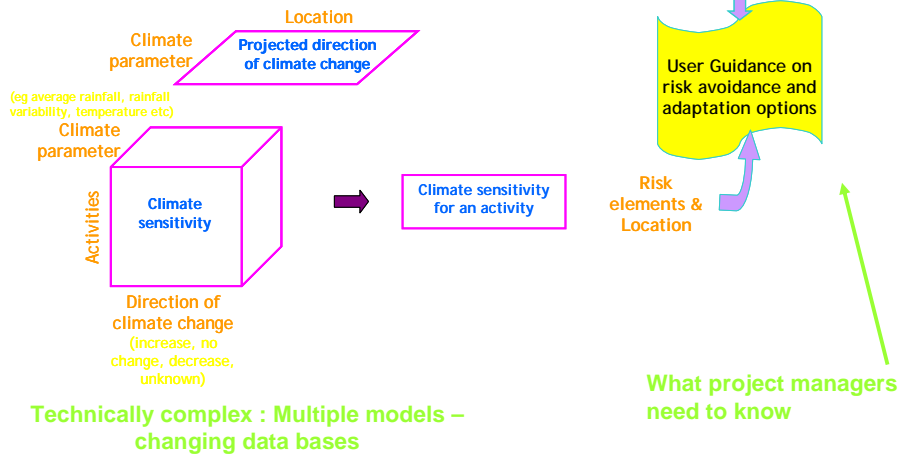 Location
Climate
parameter
Projected direction
of climate change
(eg average rainfall, rainfall
variability, temperature etc)
Climate
parameter
Activities
Climate
sensitivity
Direction of
climate change
(increase, no
change, decrease,
unknown)
Climate sensitivity
for an activity
Risk
elements &
Location
User Guidance on
risk avoidance and
adaptation options
Technically complex : Multiple models –
changing data bases
What project managers
need to know